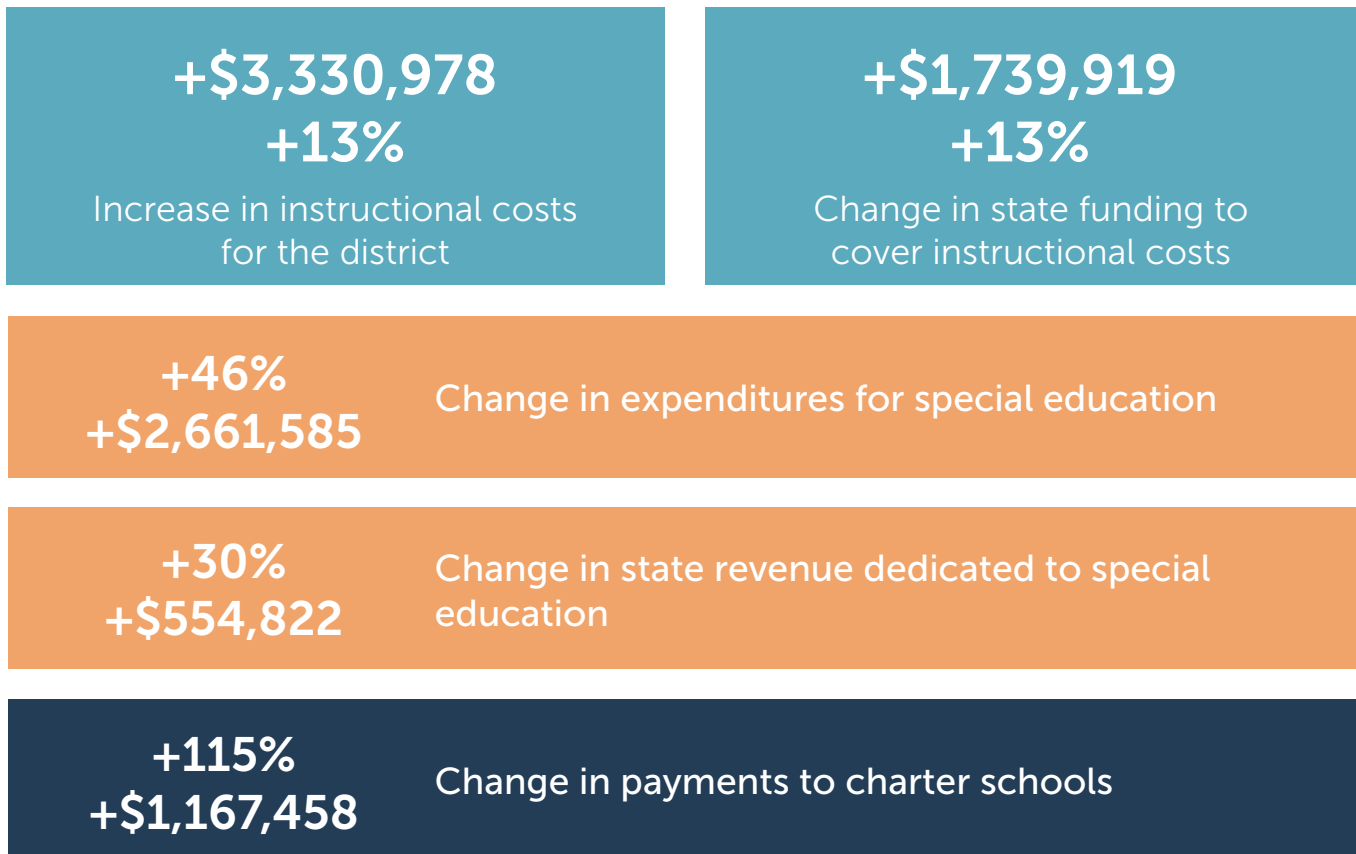 +$3,330,978
+13%
Increase in instructional costs
for the district
+$1,739,919
+13%
Change in state funding to
cover instructional costs
+46%
+$2,661,585
Change in expenditures for special education
+30%
+$554,822
Change in state revenue dedicated to special
education
+115%
+$1,167,458
Change in payments to charter schools